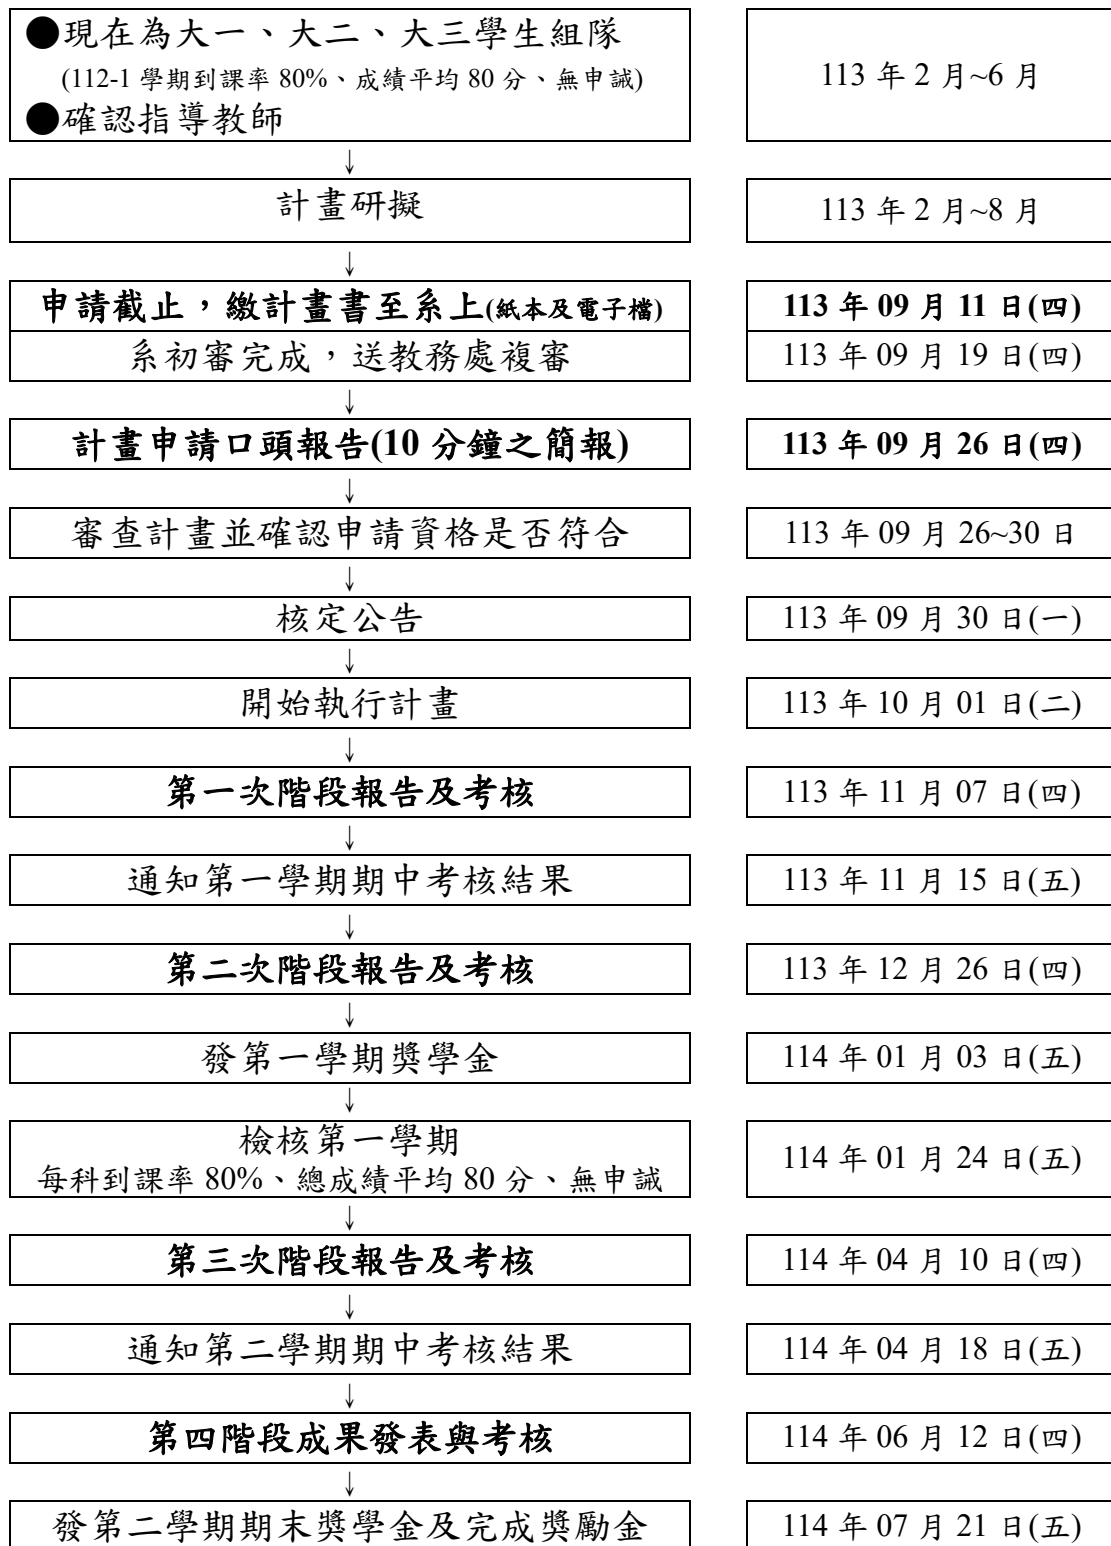 ●現在為大一、大二、大三學生組隊
(112-1 學期到課率 80%、成績平均 80 分、無申誡)
●確認指導教師
113 年 2 月~6 月
↓
計畫研擬
113 年 2 月~8 月
↓
申請截止，繳計畫書至系上(紙本及電子檔)
113 年 09 月 11 日(四)
系初審完成，送教務處複審
113 年 09 月 19 日(四)
↓
計畫申請口頭報告(10 分鐘之簡報)
113 年 09 月 26 日(四)
↓
審查計畫並確認申請資格是否符合
113 年 09 月 26~30 日
↓
核定公告
113 年 09 月 30 日(一)
↓
開始執行計畫
113 年 10 月 01 日(二)
↓
第一次階段報告及考核
113 年 11 月 07 日(四)
↓
通知第一學期期中考核結果
113 年 11 月 15 日(五)
↓
第二次階段報告及考核
113 年 12 月 26 日(四)
↓
發第一學期獎學金
114 年 01 月 03 日(五)
↓
檢核第一學期
每科到課率 80%、總成績平均 80 分、無申誡
114 年 01 月 24 日(五)
↓
第三次階段報告及考核
114 年 04 月 10 日(四)
↓
通知第二學期期中考核結果
114 年 04 月 18 日(五)
↓
第四階段成果發表與考核
114 年 06 月 12 日(四)
↓
發第二學期期末獎學金及完成獎勵金
114 年 07 月 21 日(五)